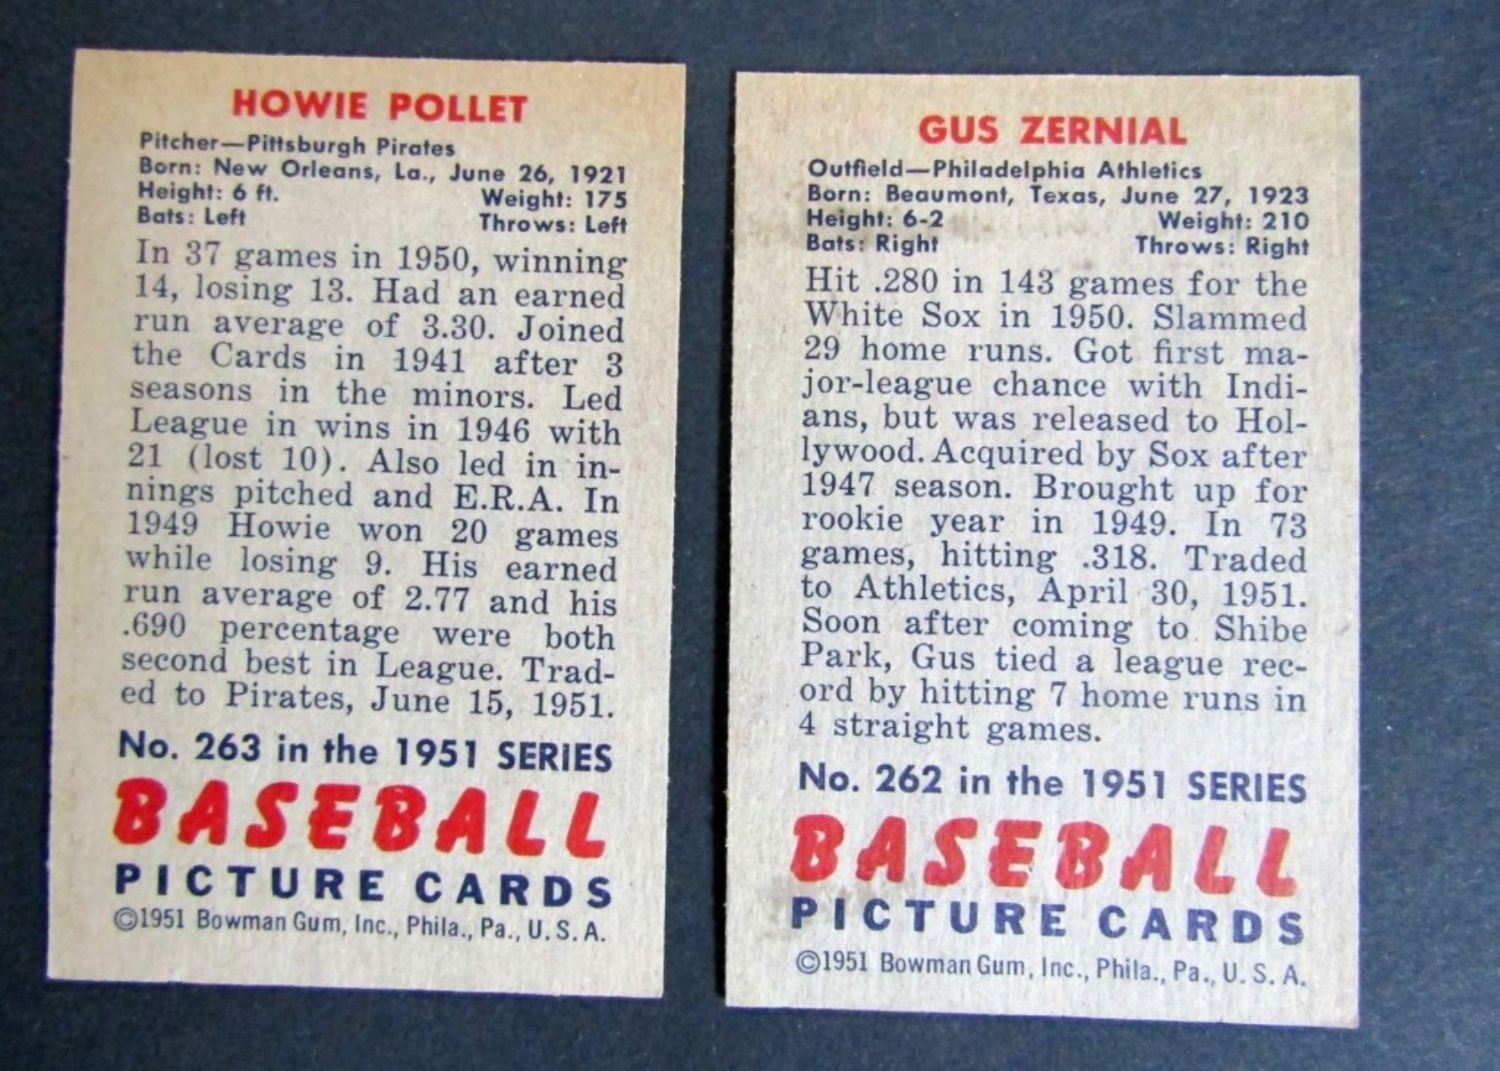 HOWIE POLLET
Pitcher—Pittsburgh Pirates
Born: New Orleans, La., June 26, 1921
Height: 6 ft. Weight: 175
Bats: Left Throws: Left
In 37 games in 1950, winning
14, losing 13. Had an earned
run average of 3.30. Joined
the Cards in 1941 after 3
seasons in the minors. Led
League in wins in 1946 with
21 (lost 10). Also led in in-
nings pitched and E.R.A. In
1949 Howie won 20 games
while losing 9. His earned
run average of 2.77 and his
.690 percentage were both
second best in League. Trad-
ed to Pirates, June 15, 1951.
No. 263 in the 1951 SERIES
BASEBALL
PICTURE CARDS
©1951 Bowman Gum, Inc., Phila., Pa., U. S. A.
GUS ZERNIAL
Outfield—Philadelphia Athletics
Born: Beaumont, Texas, June 27, 1923
Height: 6-2 Weight: 210
Bats: Right Throws: Right
Hit .280 in 143 games for the
White Sox in 1950. Slammed
29 home runs. Got first ma-
jor-league chance with Indi-
ans, but was released to Hol-
lywood. Acquired by Sox after
1947 season. Brought up for
rookie year in 1949. In 73
games, hitting .318. Traded
to Athletics, April 30, 1951.
Soon after coming to Shibe
Park, Gus tied a league rec-
ord by hitting 7 home runs in
4 straight games.
No. 262 in the 1951 SERIES
BASEBALL
PICTURE CARDS
©1951 Bowman Gum, Inc., Phila., Pa., U. S. A.